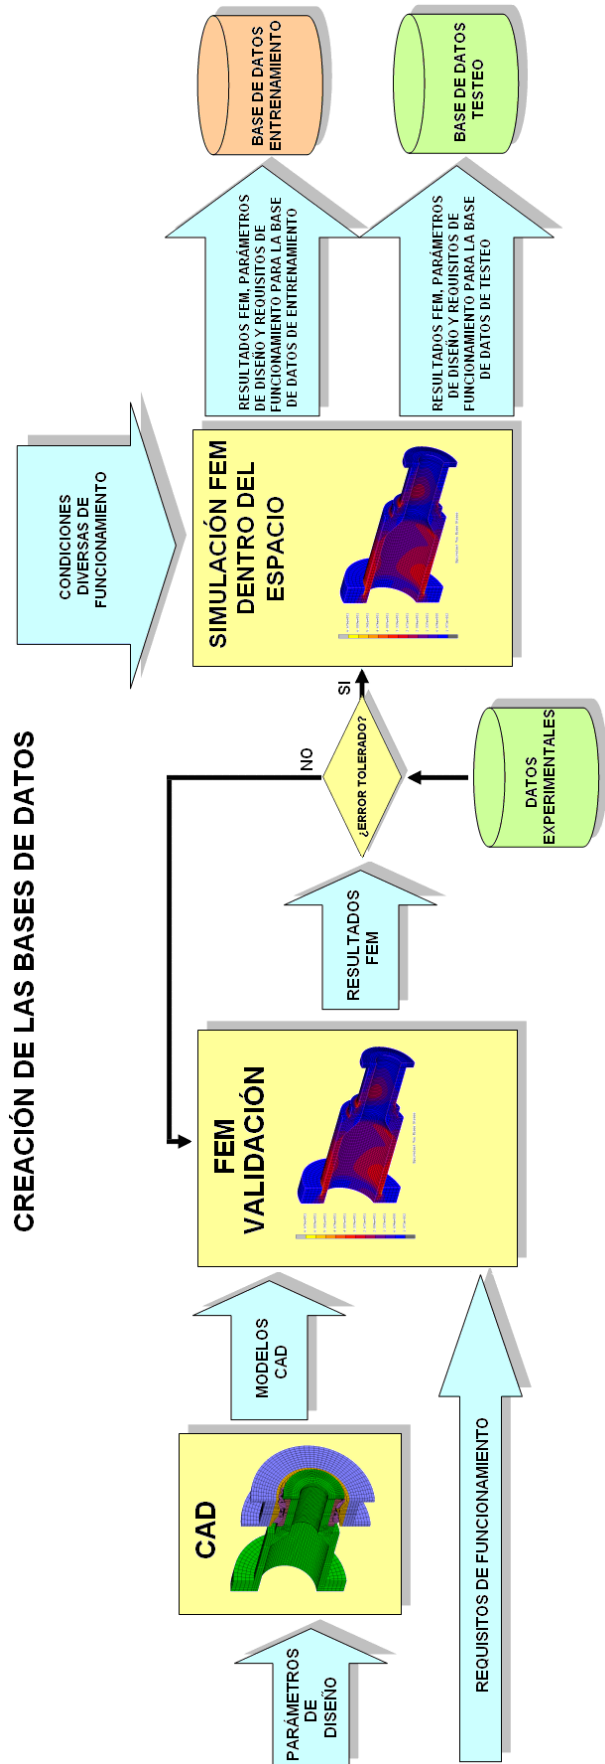 CREACIÓN DE LAS BASES DE DATOS
PARÁMETROS
DE
DISEÑO
CAD
MODELOS
CAD
REQUISITOS DE FUNCIONAMIENTO
FEM
VALIDACIÓN
RESULTADOS
FEM
¿ERROR TOLERADO?
NO
SI
DATOS
EXPERIMENTALES
CONDICIONES
DIVERSAS DE
FUNCIONAMIENTO
SIMULACIÓN FEM
DENTRO DEL
ESPACIO
RESULTADOS FEM, PARÁMETROS
DE DISEÑO Y REQUISITOS DE
FUNCIONAMIENTO PARA LA BASE
DE DATOS DE ENTRENAMIENTO
RESULTADOS FEM, PARÁMETROS
DE DISEÑO Y REQUISITOS DE
FUNCIONAMIENTO PARA LA BASE
DE DATOS DE TESTEO
BASE DE DATOS
ENTRENAMIENTO
BASE DE DATOS
TESTEO